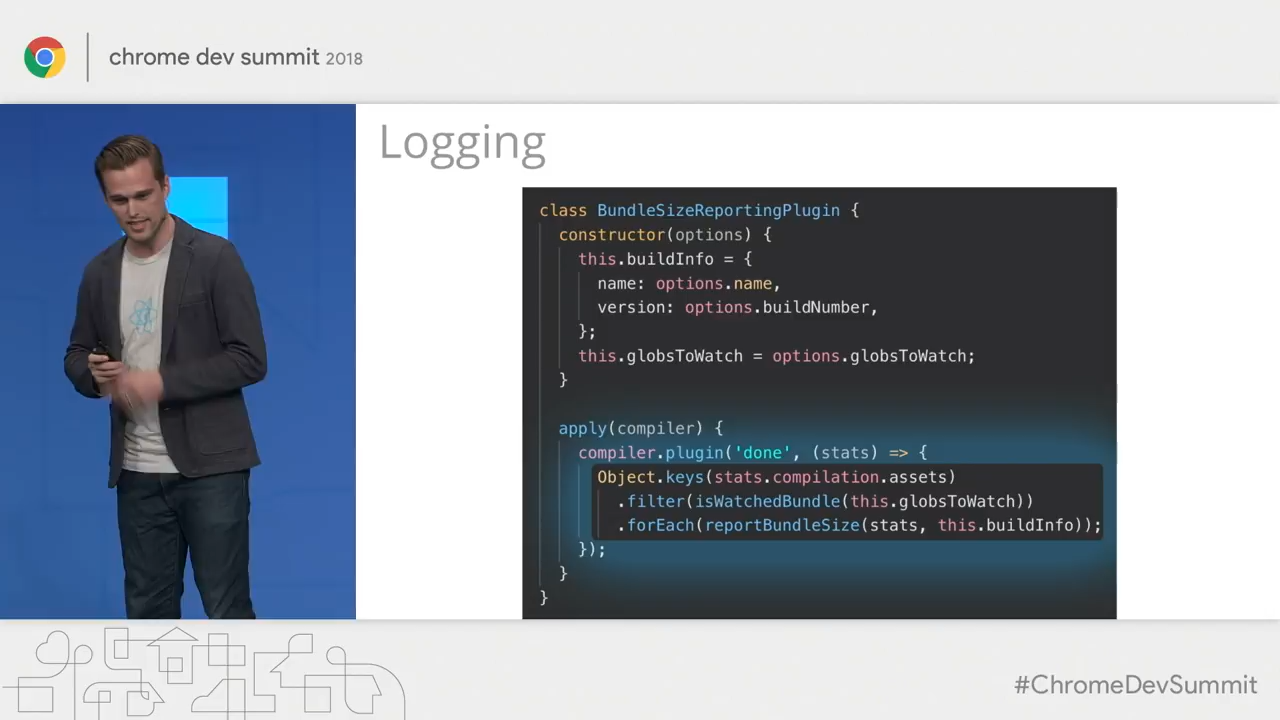 chrome dev summit 2018
Logging
class BundleSizeReportingPlugin {
constructor(options) {
this.buildInfo = {
name: options.name,
version: options.buildNumber,
};
this.globsToWatch = options.globsToWatch;
}
apply(compiler) {
compiler.plugin('done', (stats) => {
Object.keys(stats.compilation.assets)
.filter(isWatchedBundle(this.globsToWatch))
.forEach(reportBundleSize(stats, this.buildInfo));
});
}
}
#ChromeDevSummit